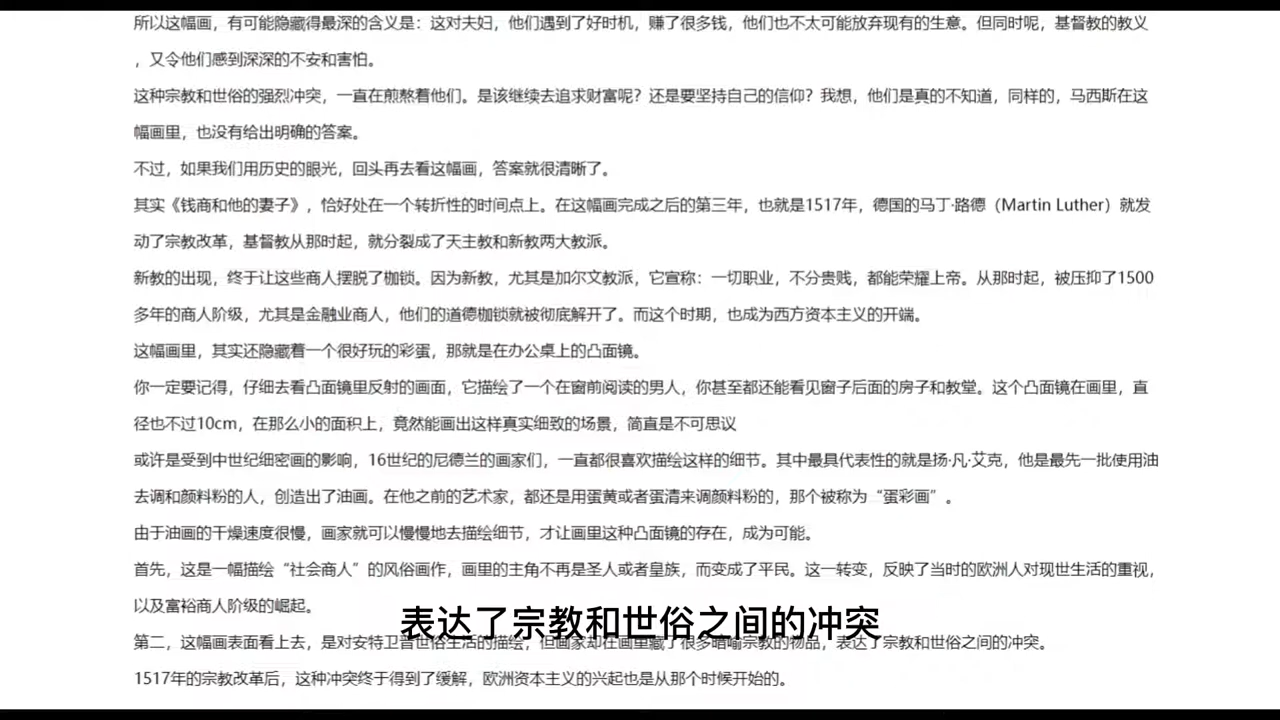 所以这幅画，有可能隐藏得最深的含义是：这对夫妇，他们遇到了好时机，赚了很多钱，他们也不太可能放弃现有的生意。但同时呢，基督教的教义
，又令他们感到深深的不安和害怕。
这种宗教和世俗的强烈冲突，一直在煎熬着他们。是该继续去追求财富呢？还是要坚持自己的信仰？我想，他们是真的不知道，同样的，马西斯在这
幅画里，也没有给出明确的答案。
不过，如果我们用历史的眼光，回头再去看这幅画，答案就很清晰了。
其实《钱商和他的妻子》，恰好处在一个转折性的时间点上。在这幅画完成之后的第三年，也就是1517年，德国的马丁·路德（Martin Luther）就发
动了宗教改革，基督教从那时起，就分裂成了天主教和新教两大教派。
新教的出现，终于让这些商人摆脱了枷锁。因为新教，尤其是加尔文教派，它宣称：一切职业，不分贵贱，都能荣耀上帝。从那时起，被压抑了1500
多年的商人阶级，尤其是金融业商人，他们的道德枷锁就被彻底解开了。而这个时期，也成为西方资本主义的开端。
这幅画里，其实还隐藏着一个很好玩的彩蛋，那就是在办公桌上的凸面镜。
你一定要记得，仔细去看凸面镜里反射的画面，它描绘了一个在窗前阅读的男人，你甚至都还能看见窗子后面的房子和教堂。这个凸面镜在画里，直
径也不过10cm，在那么小的面积上，竟然能画出这样真实细致的场景，简直是不可思议
或许是受到中世纪细密画的影响，16世纪的尼德兰的画家们，一直都很喜欢描绘这样的细节。其中最具代表性的就是扬·凡·艾克，他是最先一批使用油
去调和颜料粉的人，创造出了油画。在他之前的艺术家，都还是用蛋黄或者蛋清来调颜料粉的，那个被称为“蛋彩画”。
由于油画的干燥速度很慢，画家就可以慢慢地去描绘细节，才让画里这种凸面镜的存在，成为可能。
首先，这是一幅描绘“社会商人”的风俗画作，画里的主角不再是圣人或者皇族，而变成了平民。这一转变，反映了当时的欧洲人对现世生活的重视，
以及富裕商人阶级的崛起。
表达了宗教和世俗之间的冲突
第二，这幅画表面看上去，是对安特卫普世俗生活的描绘，但画家却在画里藏了很多暗喻宗教的物品，表达了宗教和世俗之间的冲突。
1517年的宗教改革后，这种冲突终于得到了缓解，欧洲资本主义的兴起也是从那个时候开始的。